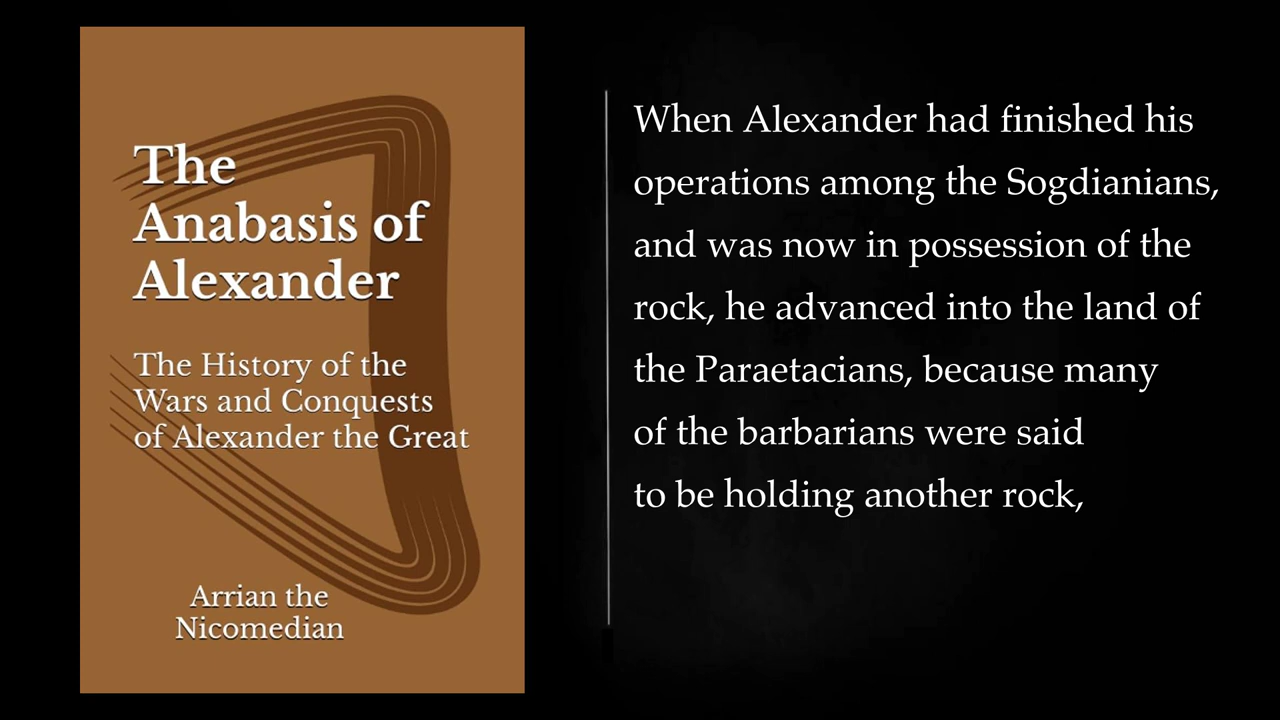 The
Anabasis of
Alexander
The History of the
Wars and Conquests
of Alexander the Great
Arrian the
Nicomedian
When Alexander had finished his
operations among the Sogdianians,
and was now in possession of the
rock, he advanced into the land of
the Paraetacians, because many
of the barbarians were said
to be holding another rock,